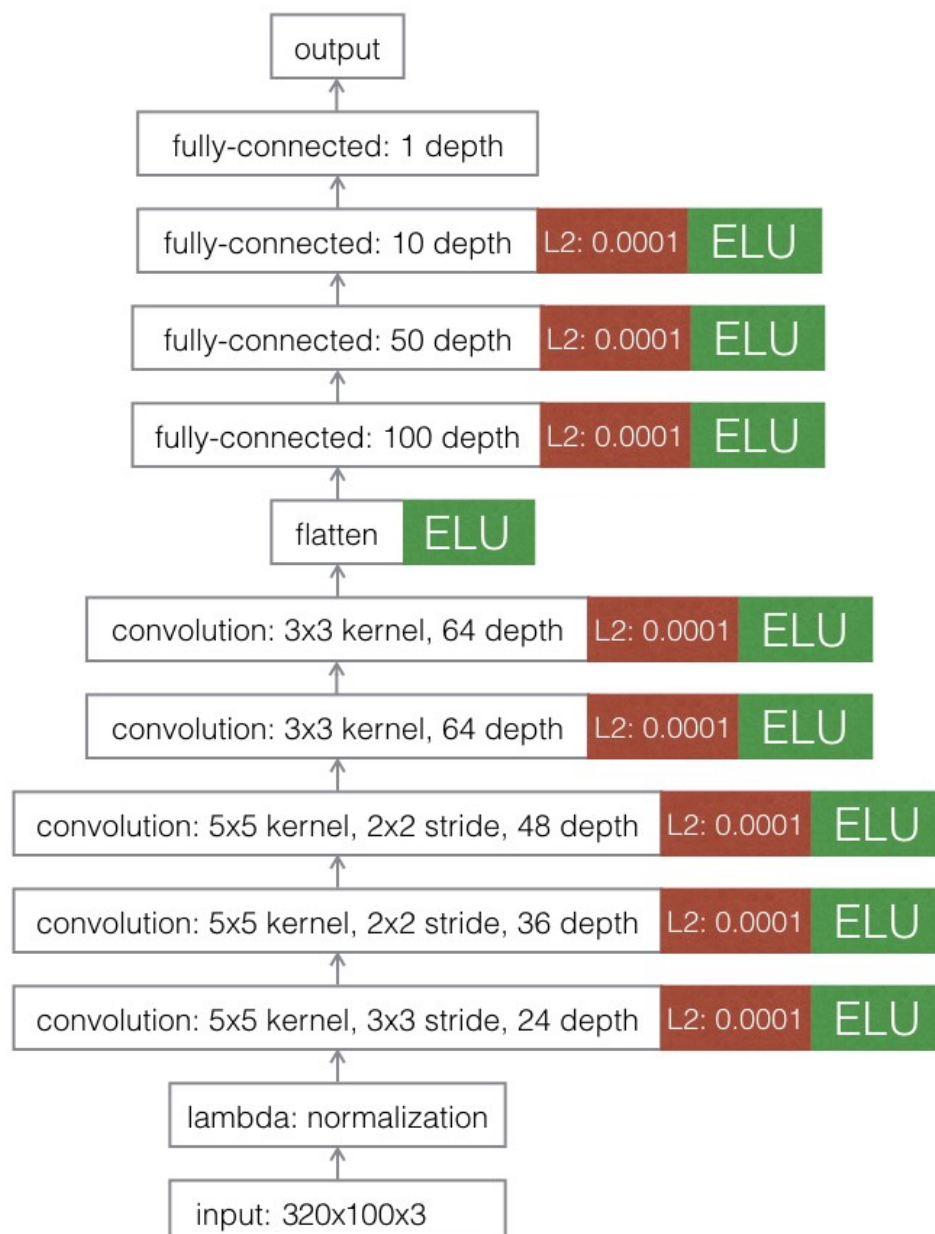 output
fully-connected: 1 depth
fully-connected: 10 depth L2: 0.0001 ELU
fully-connected: 50 depth L2: 0.0001 ELU
fully-connected: 100 depth L2: 0.0001 ELU
flatten ELU
convolution: 3x3 kernel, 64 depth L2: 0.0001 ELU
convolution: 3x3 kernel, 64 depth L2: 0.0001 ELU
convolution: 5x5 kernel, 2x2 stride, 48 depth L2: 0.0001 ELU
convolution: 5x5 kernel, 2x2 stride, 36 depth L2: 0.0001 ELU
convolution: 5x5 kernel, 3x3 stride, 24 depth L2: 0.0001 ELU
lambda: normalization
input: 320x100x3